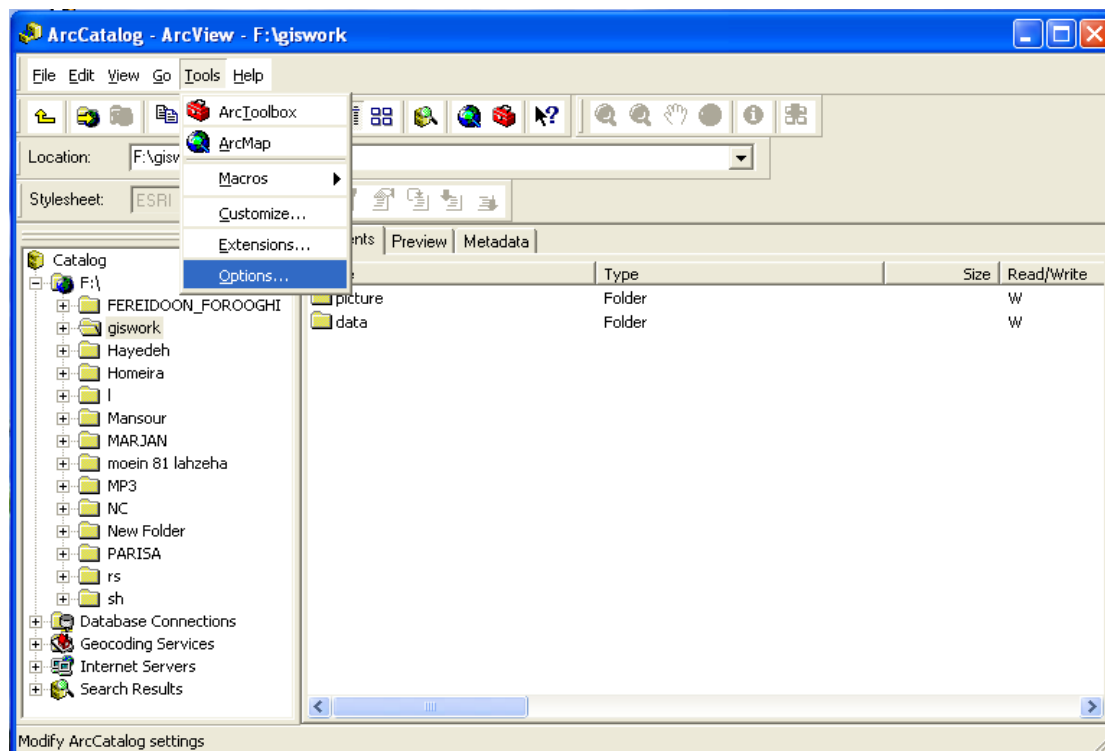 ArcCatalog - ArcView - F:\giswork
File Edit View Go Tools Help
ArcToolbox
ArcMap
Macros
Customize...
Extensions...
Options...
Location: F:\gisw
Stylesheet: ESRI
nts Preview Metadata
Type Size Read/Write
picture Folder W
data Folder W
Catalog
F:\
FEREIDOON_FOROOGHI
giswork
Hayedeh
Homeira
l
Mansour
MARJAN
moein 81 lahzeha
MP3
NC
New Folder
PARISA
rs
sh
Database Connections
Geocoding Services
Internet Servers
Search Results
Modify ArcCatalog settings